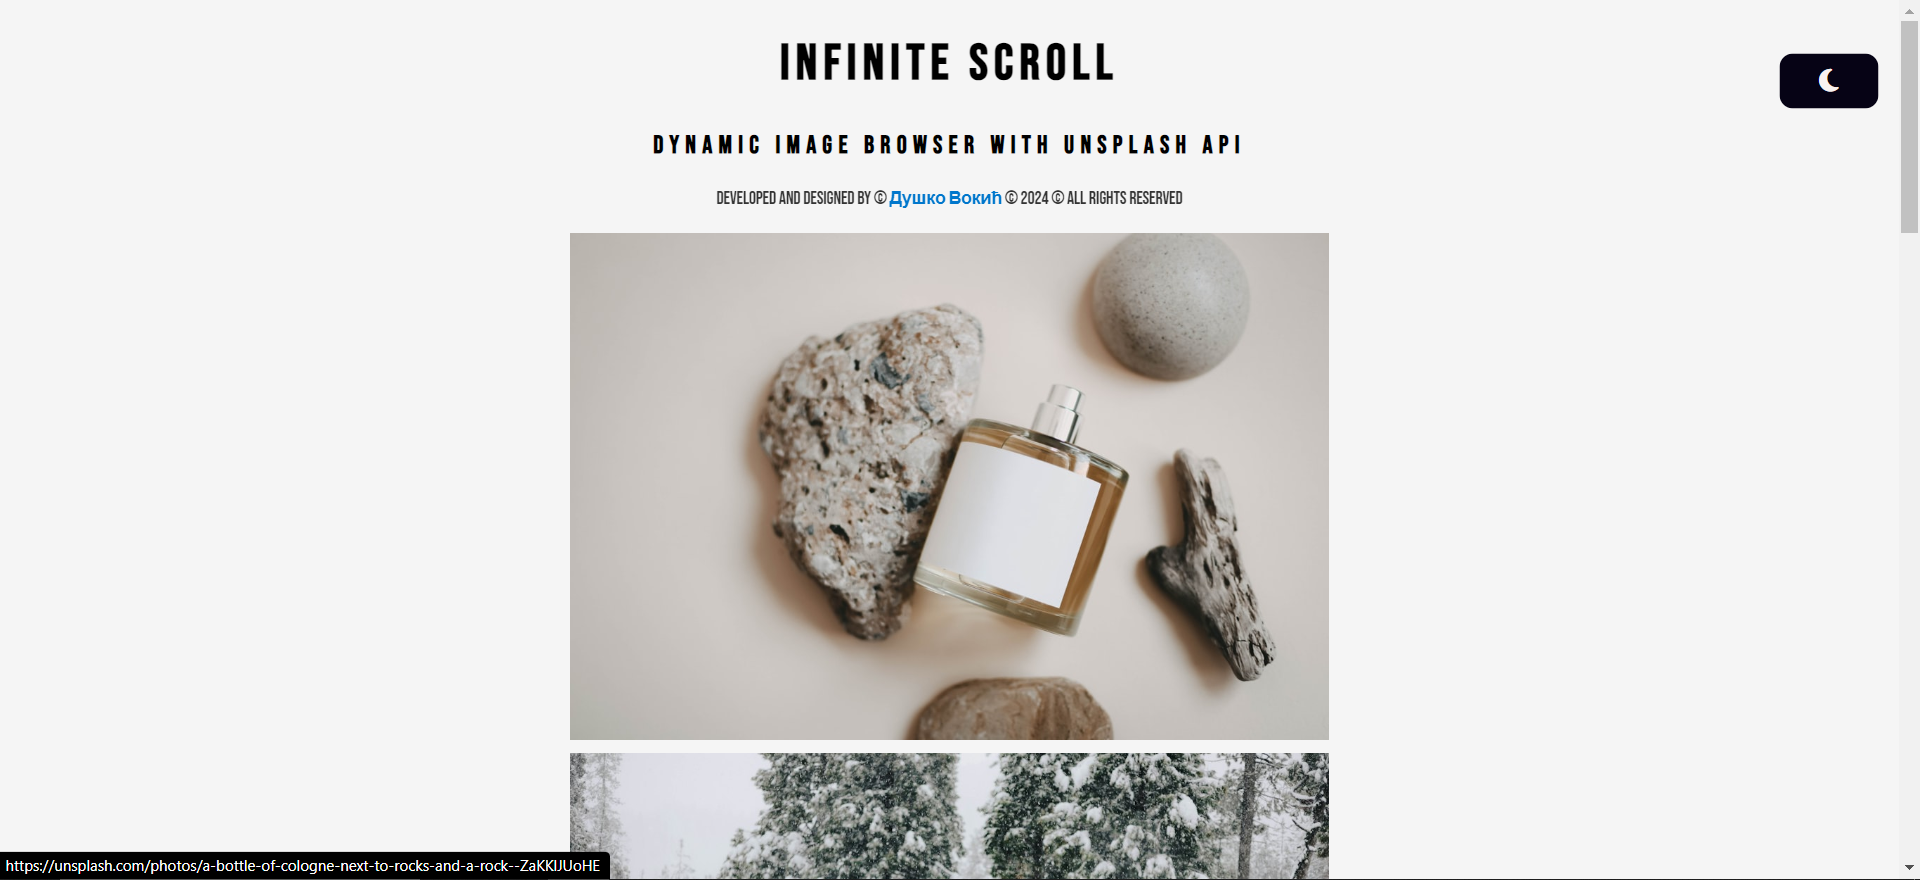 INFINITE SCROLL
DYNAMIC IMAGE BROWSER WITH UNSPLASH API
DEVELOPED AND DESIGNED BY © Душко Вокић © 2024 © ALL RIGHTS RESERVED
https://unsplash.com/photos/a-bottle-of-cologne-next-to-rocks-and-a-rock--ZaKKlJUoHE